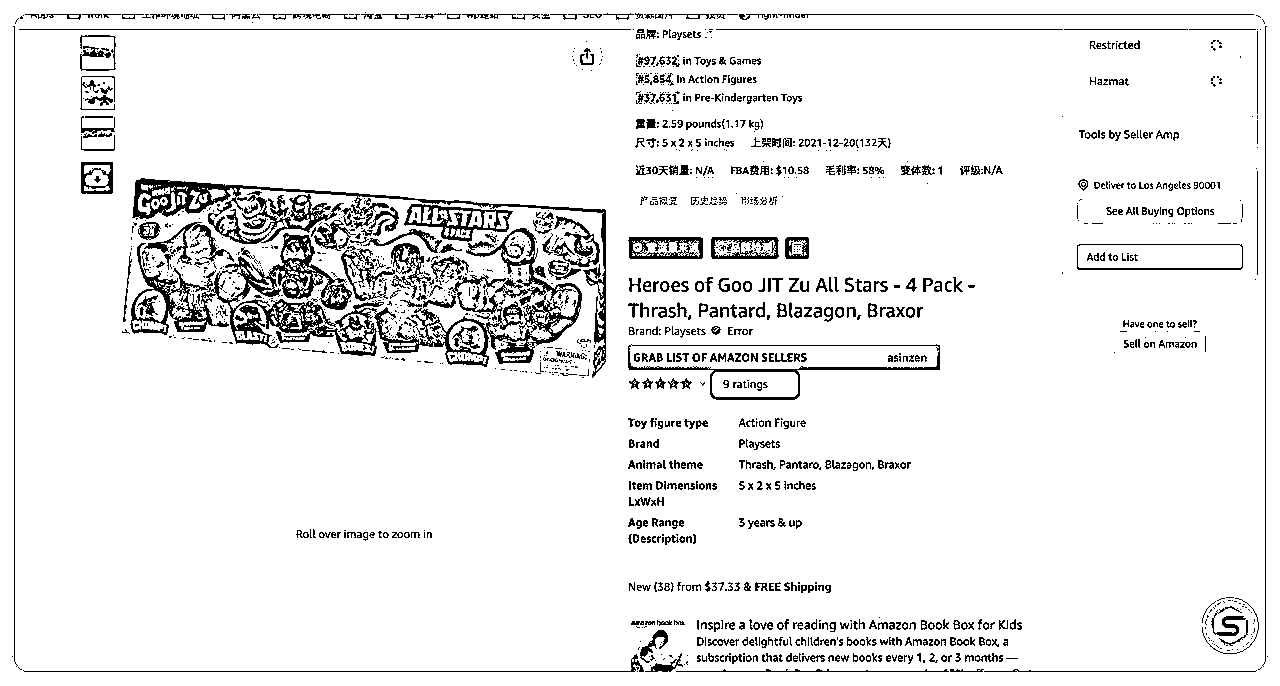 品牌: Playsets
#97,632 in Toys & Games
#5,854 in Action Figures
#37,631 in Pre-Kindergarten Toys
重量: 2.59 pounds(1.17 kg)
尺寸: 5 x 2 x 5 inches 上架时间: 2021-12-20(132天)
近30天销量: N/A FBA费用: $10.58 毛利率: 58% 变体数: 1 评级:N/A
产品概览 历史趋势 市场分析
Heroes of Goo JIT Zu All Stars - 4 Pack -
Thrash, Pantard, Blazagon, Braxor
Brand: Playsets Error
GRAB LIST OF AMAZON SELLERS asinzen
9 ratings
Toy figure type Action Figure
Brand Playsets
Animal theme Thrash, Pantaro, Blazagon, Braxor
Item Dimensions 5 x 2 x 5 inches
LxWxH
Age Range 3 years & up
(Description)
New (38) from $37.33 & FREE Shipping
amazon book box
Inspire a love of reading with Amazon Book Box for Kids
Discover delightful children's books with Amazon Book Box, a
subscription that delivers new books every 1, 2, or 3 months —
Goo Jit Zu
ALL STARS
WARNING
Roll over image to zoom in
Restricted
Hazmat
Tools by Seller Amp
Deliver to Los Angeles 90001
See All Buying Options
Add to List
Have one to sell?
Sell on Amazon